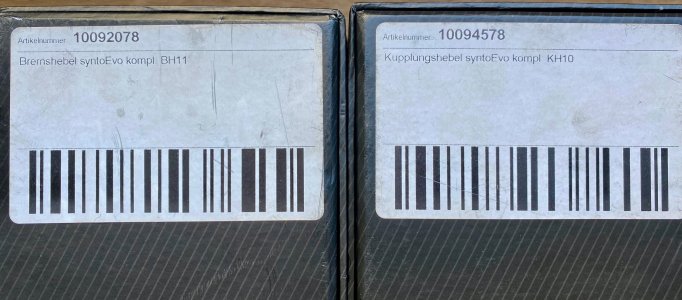 Artikelnummer: 10092078
Bremshebel syntoEvo kompl. BH11
Artikelnummer: 10094578
Kupplungshebel syntoEvo kompl. KH10